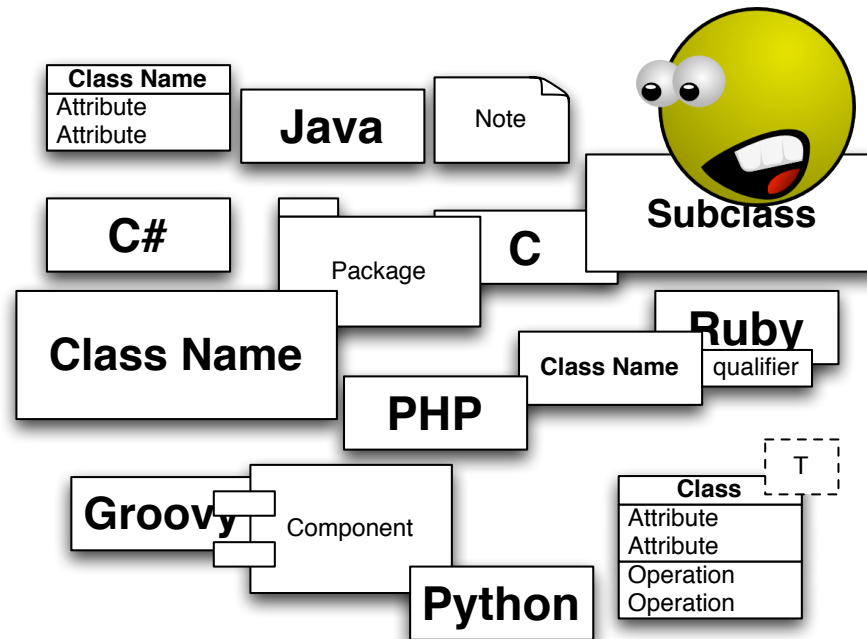 Class Name
Attribute
Attribute
Java
Note
Subclass
C#
Package
C
Class Name
Ruby
Class Name
qualifier
PHP
T
Class
Attribute
Attribute
Operation
Operation
Groovy
Component
Python